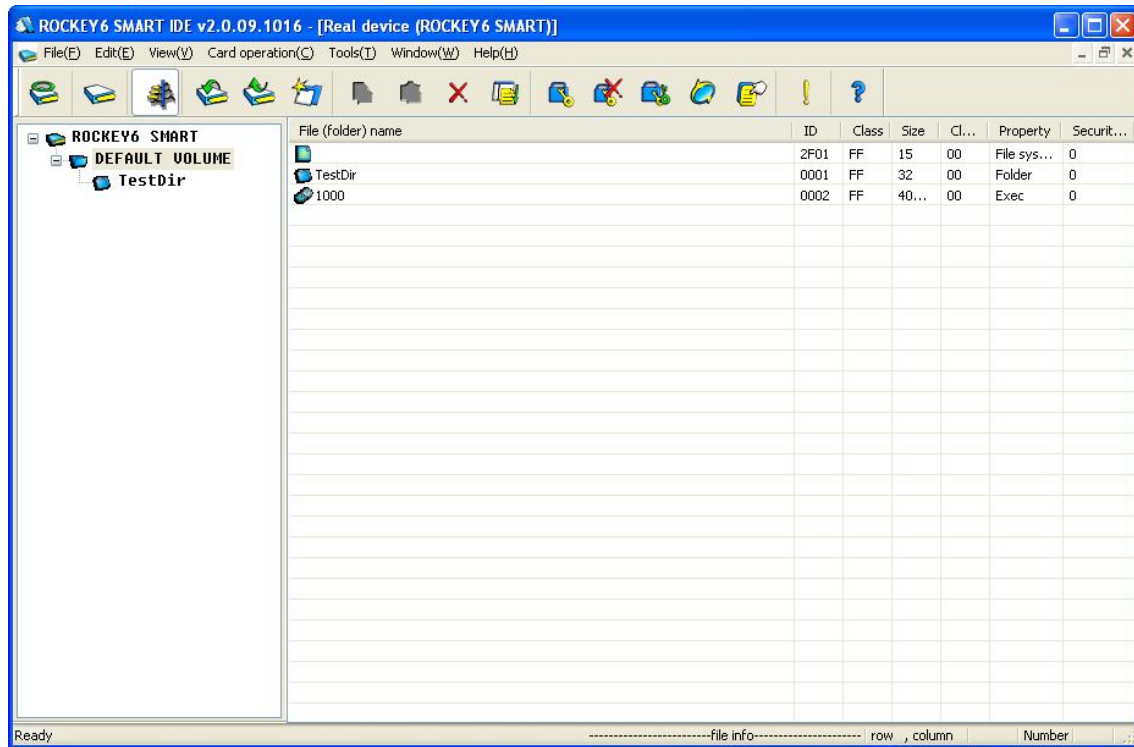 ROCKEY6 SMART IDE v2.0.09.1016 - [Real device (ROCKEY6 SMART)]
File(F) Edit(E) View(V) Card operation(C) Tools(T) Window(W) Help(H)
ROCKEY6 SMART
DEFAULT VOLUME
TestDir
File (folder) name ID Class Size Cl... Property Securit...
2F01 FF 15 00 File sys... 0
TestDir 0001 FF 32 00 Folder 0
1000 0002 FF 40... 00 Exec 0
Ready -------------------------file info---------------------- row , column Number